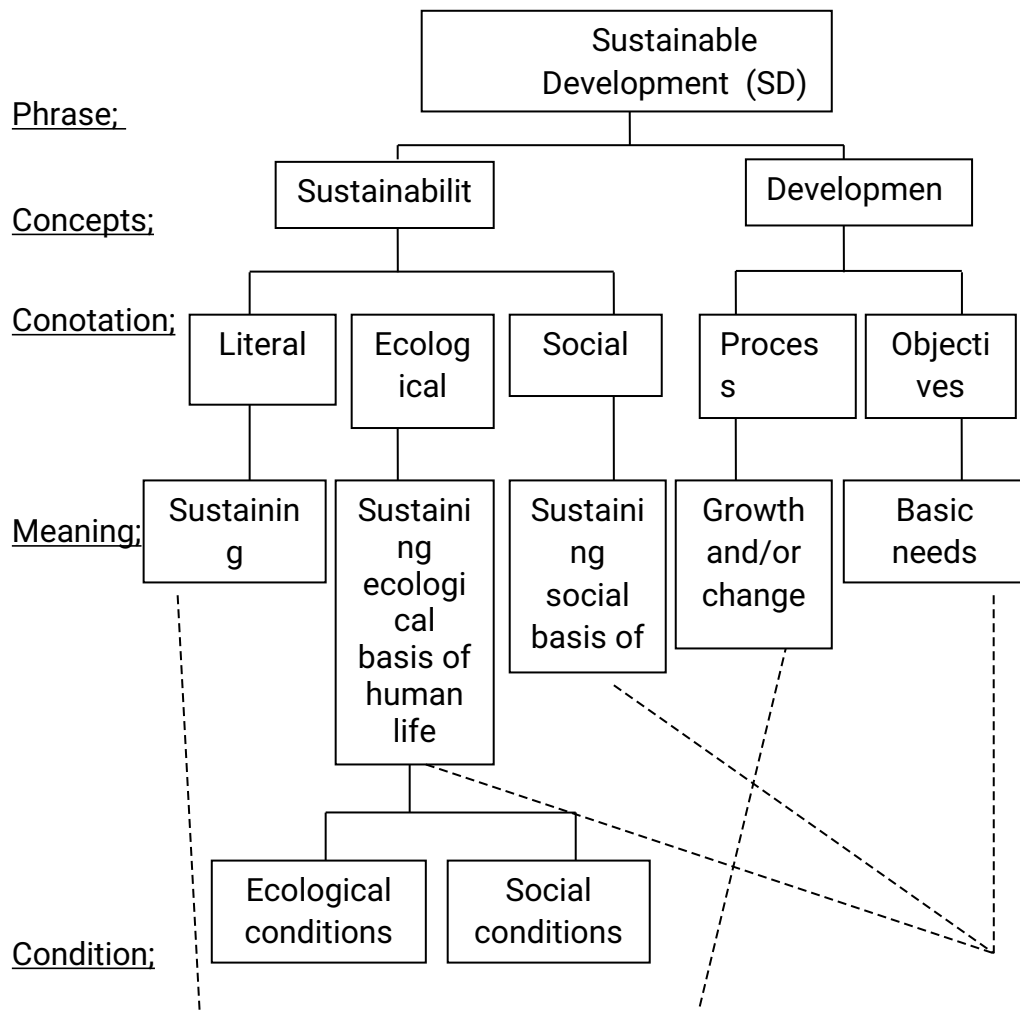 Sustainable
Development (SD)
Phrase;
Sustainabilit
Developmen
Concepts;
Conotation;
Literal
Ecolog
ical
Social
Proces
s
Objecti
ves
Meaning;
Sustainin
g
Sustaini
ng
ecologi
cal
basis of
human
life
Sustaini
ng
social
basis of
Growth
and/or
change
Basic
needs
Ecological
conditions
Social
conditions
Condition;